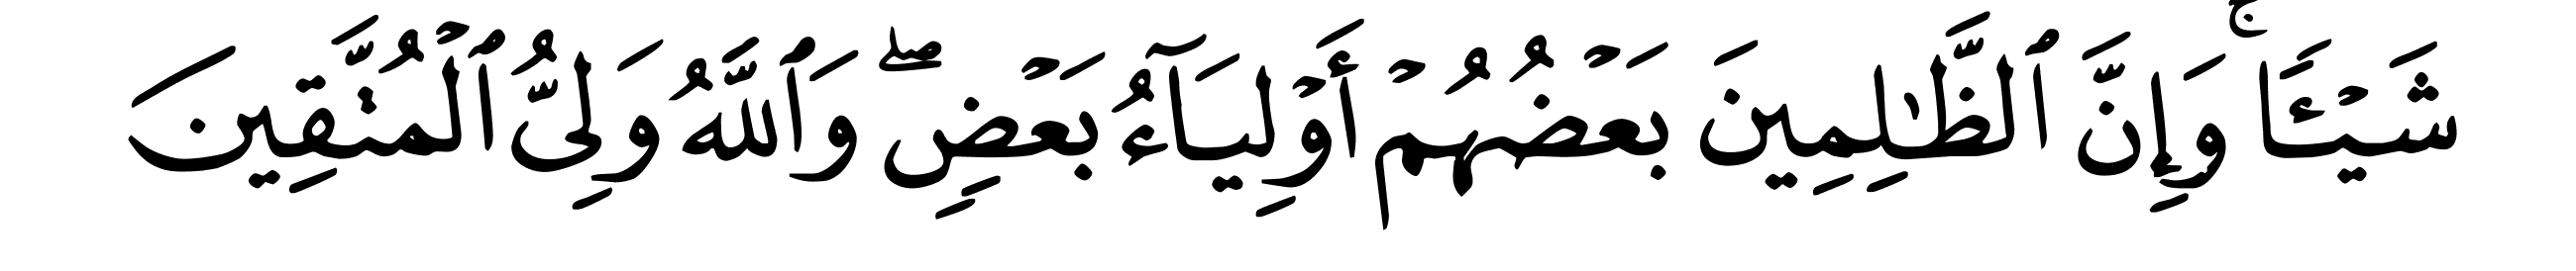 شَيْـًٔا ۚ وَإِنَّ ٱلظَّٰلِمِينَ بَعْضُهُمْ أَوْلِيَآءُ بَعْضٍ ۖ وَٱللَّهُ وَلِىُّ ٱلْمُتَّقِينَ